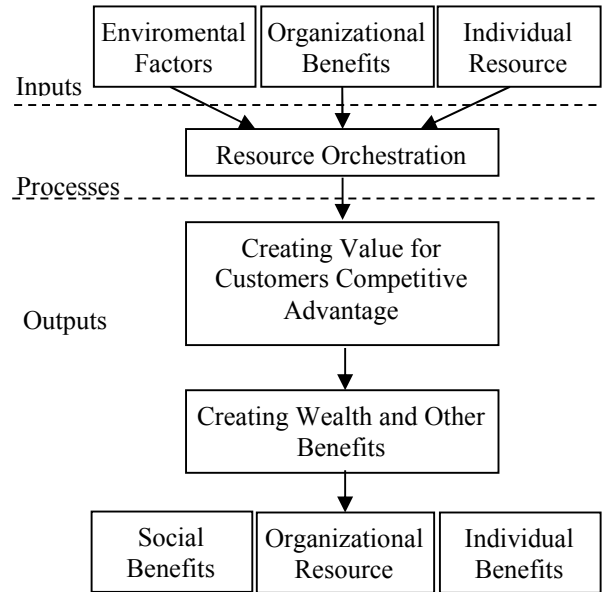 Enviromental
Factors
Organizational
Benefits
Individual
Resource
Inputs
Resource Orchestration
Processes
Creating Value for
Customers Competitive
Advantage
Outputs
Creating Wealth and Other
Benefits
Social
Benefits
Organizational
Resource
Individual
Benefits